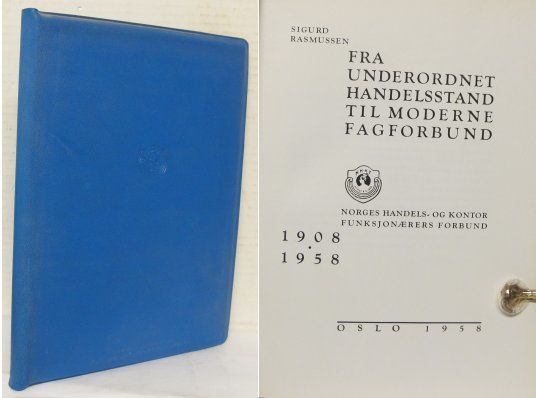 SIGURD
RASMUSSEN
FRA
UNDERORDNET
HANDELSSTAND
TIL MODERNE
FAGFORBUND
NORGES HANDELS- OG KONTOR
FUNKSJONÆRERS FORBUND
1908
·
1958
OSLO 1958